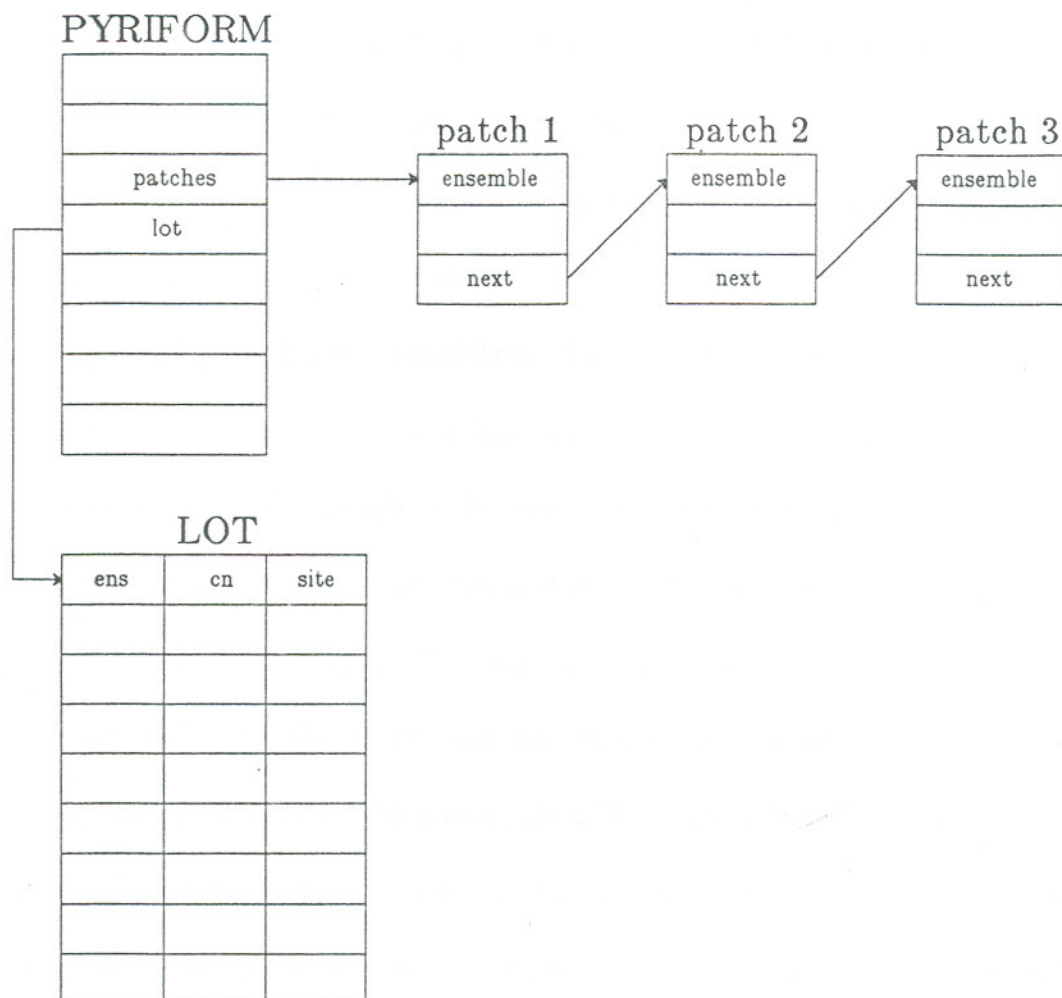 PYRIFORM
patches
lot
patch 1
ensemble
next
patch 2
ensemble
next
patch 3
ensemble
next
LOT
ens cn site